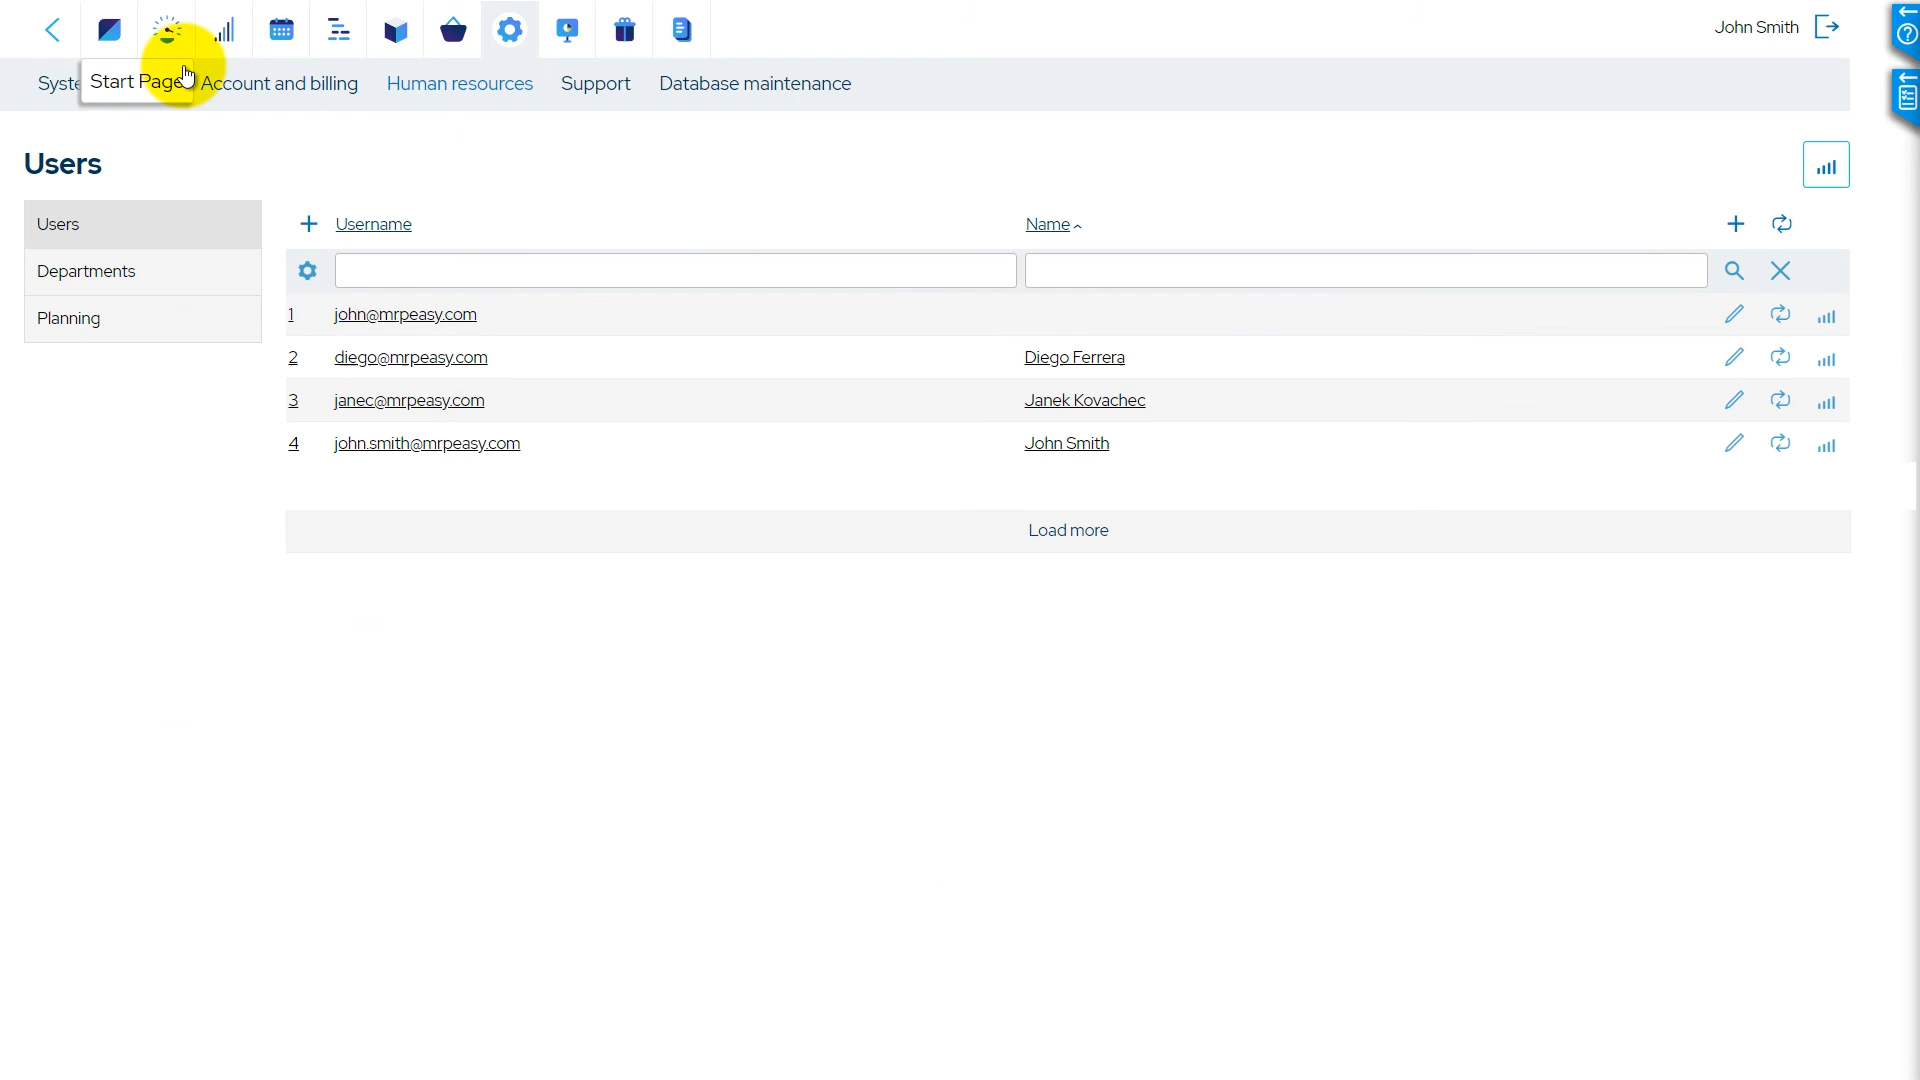 John Smith
Syste
Start Page
Account and billing
Human resources
Support
Database maintenance
Users
Users
Departments
Planning
Username
Name
1 john@mrpeasy.com
2 diego@mrpeasy.com Diego Ferrera
3 janec@mrpeasy.com Janek Kovachec
4 john.smith@mrpeasy.com John Smith
Load more